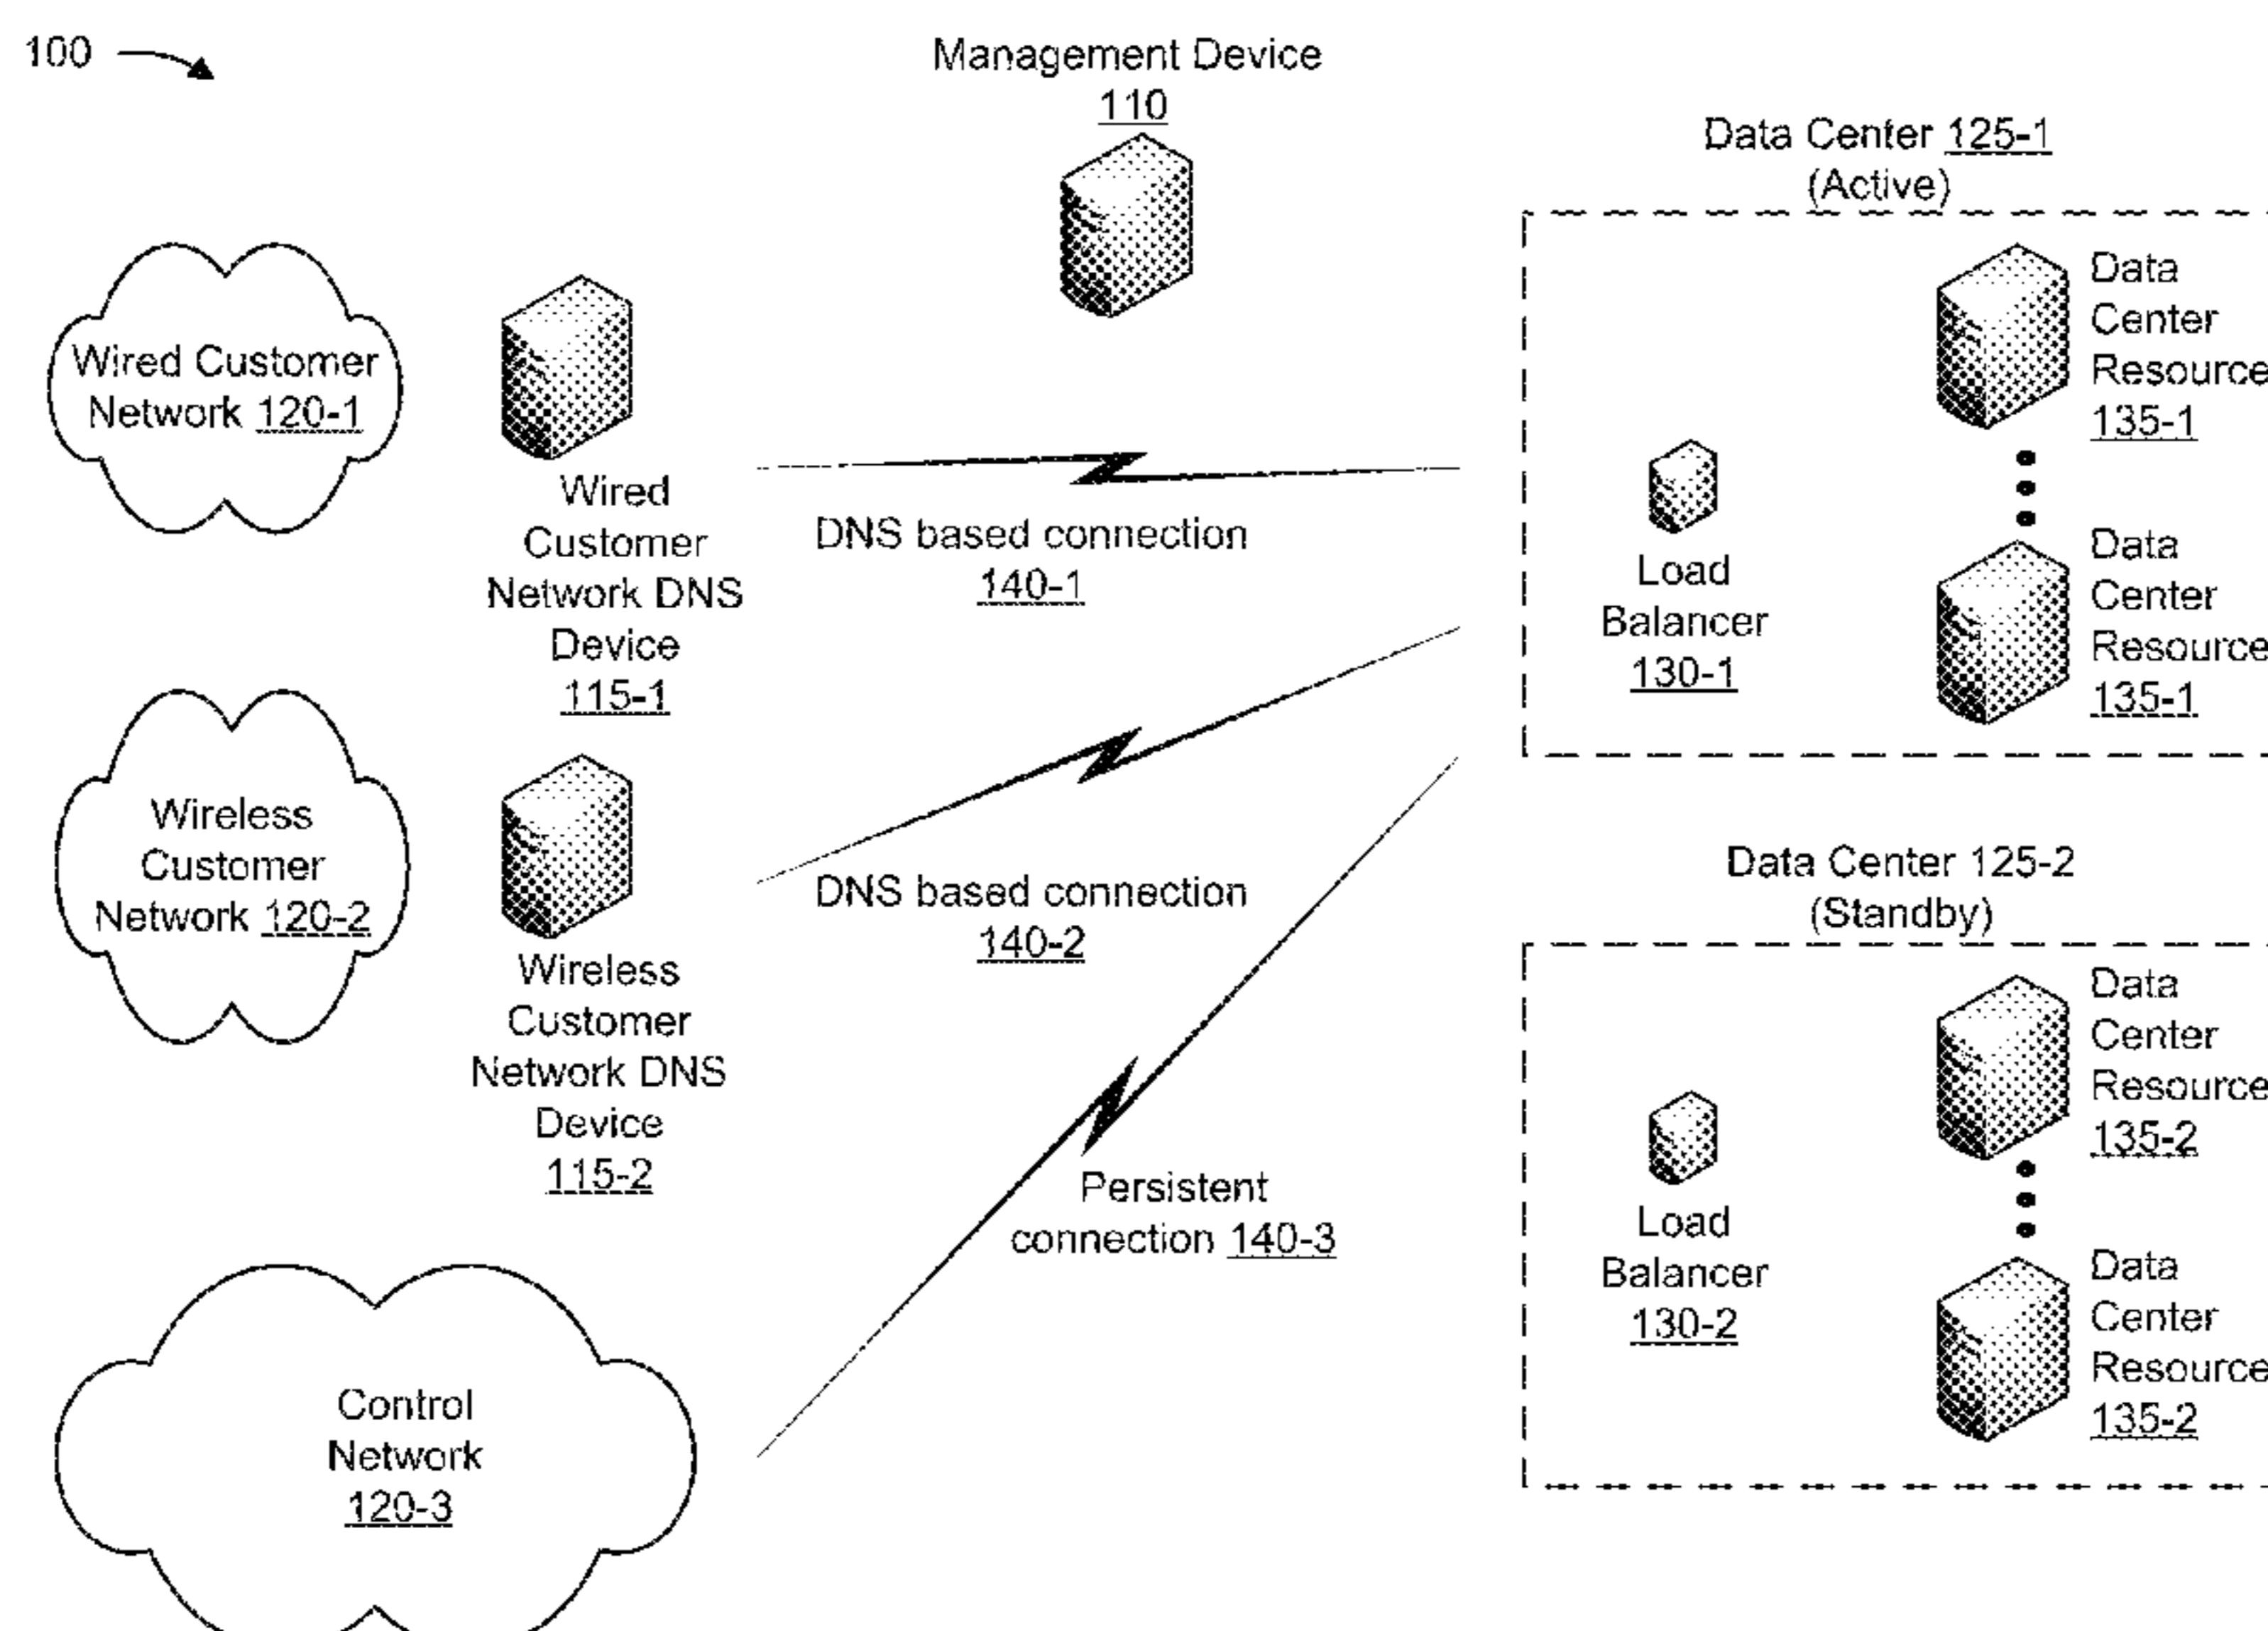 100
Management Device
110
Data Center 125-1
(Active)
Wired Customer
Network 120-1
Wired
Customer
Network DNS
Device
115-1
DNS based connection
140-1
Load
Balancer
130-1
Data
Center
Resource
135-1
Data
Center
Resource
135-1
Wireless
Customer
Network 120-2
Wireless
Customer
Network DNS
Device
115-2
DNS based connection
140-2
Data Center 125-2
(Standby)
Persistent
connection 140-3
Load
Balancer
130-2
Data
Center
Resource
135-2
Data
Center
Resource
135-2
Control
Network
120-3